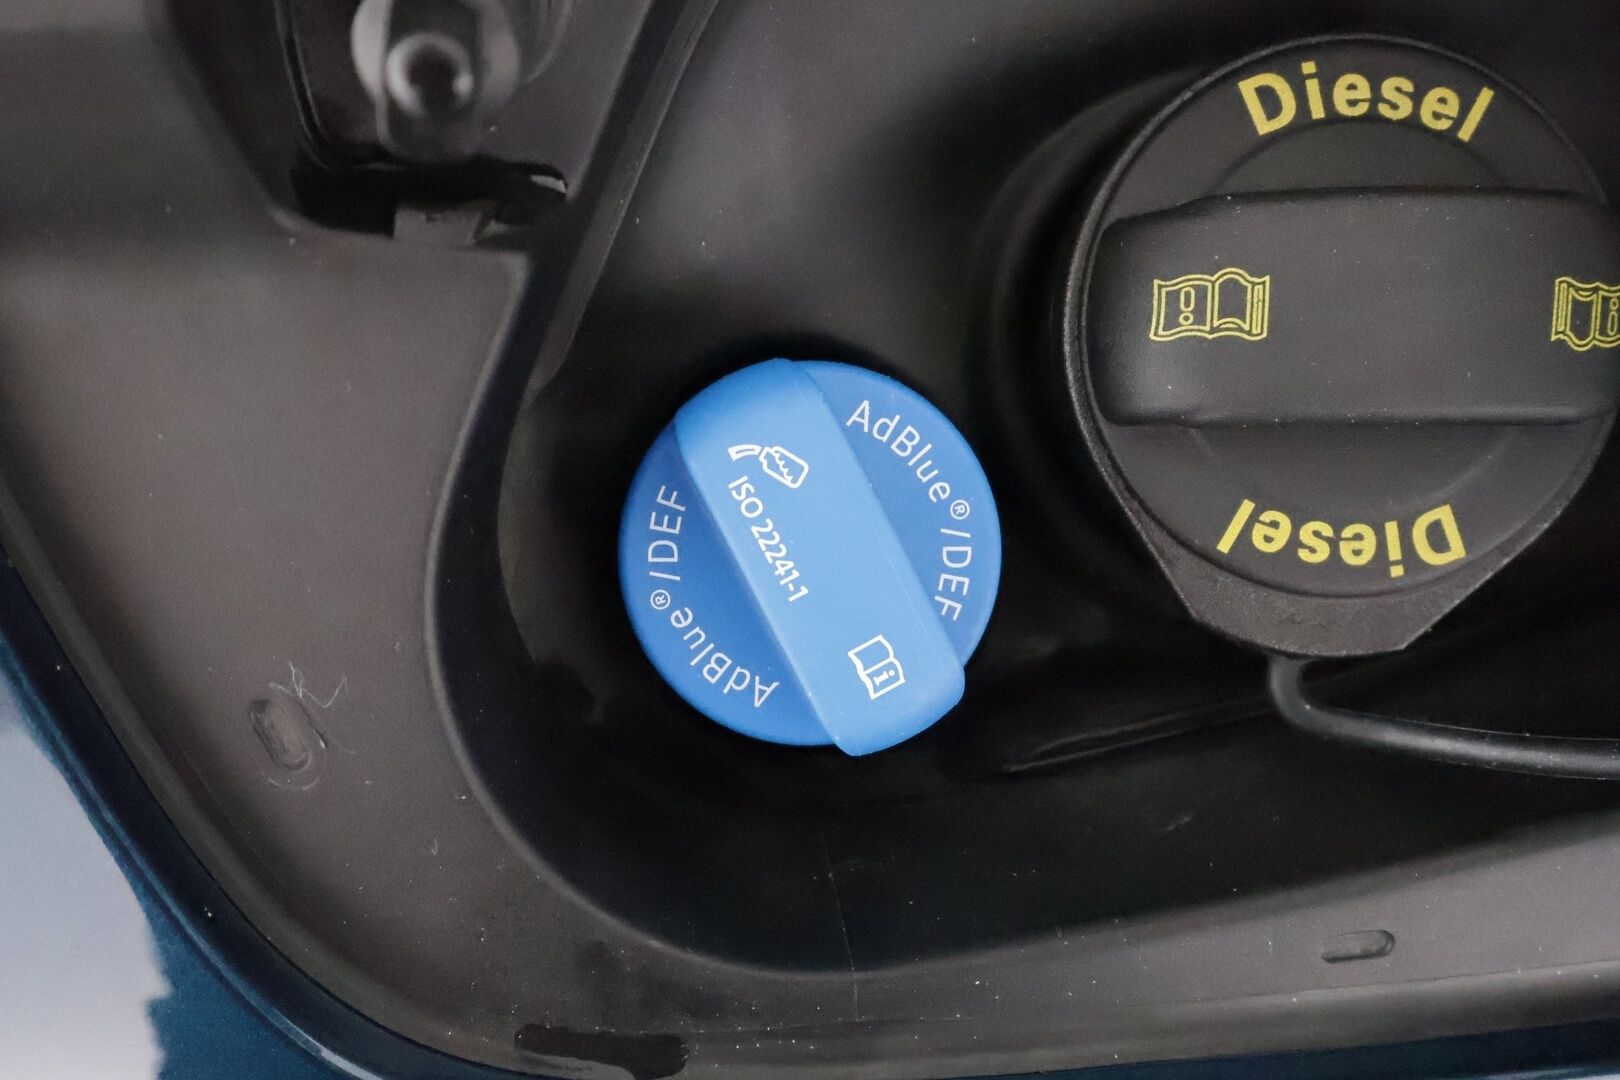 Diesel
Diesel
AdBlue®/DEF
ISO 22241-1
AdBlue®/DEF